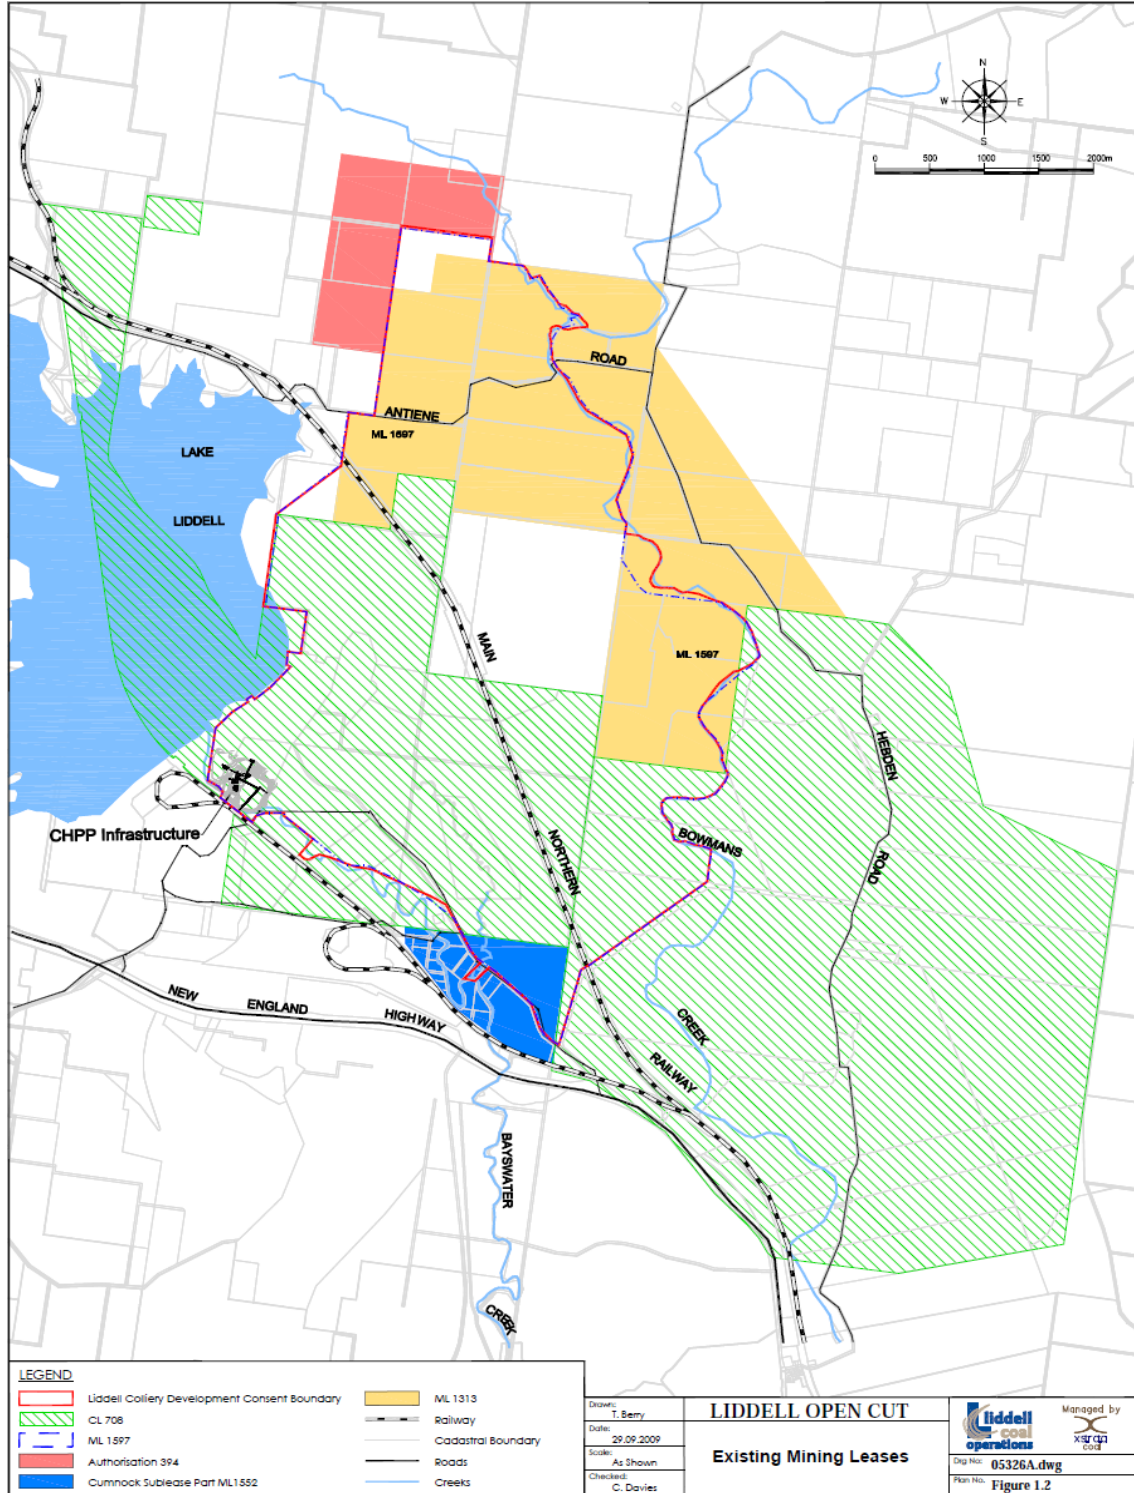 N
W E
S
0 500 1000 1500 2000m
ROAD
ANTIENE
ML 1597
LAKE
LIDDELL
MAIN
ML 1597
HEBDEN
CHPP Infrastructure
NORTHERN
BOWMANS
ROAD
NEW
ENGLAND
HIGHWAY
CREEK
RAILWAY
BAYSWATER
CREEK
LEGEND
Liddell Colliery Development Consent Boundary
CL 708
ML 1597
Authorisation 394
Cumnock Sublease Part ML1552
ML 1313
Railway
Cadastral Boundary
Roads
Creeks
Drawn:
T. Berry
Date:
29.09.2009
Scale:
As Shown
Checked:
C. Davies
LIDDELL OPEN CUT
Existing Mining Leases
liddell
coal
operations
Managed by
xstrata
coal
Drg No: 05326A.dwg
Plan No. Figure 1.2